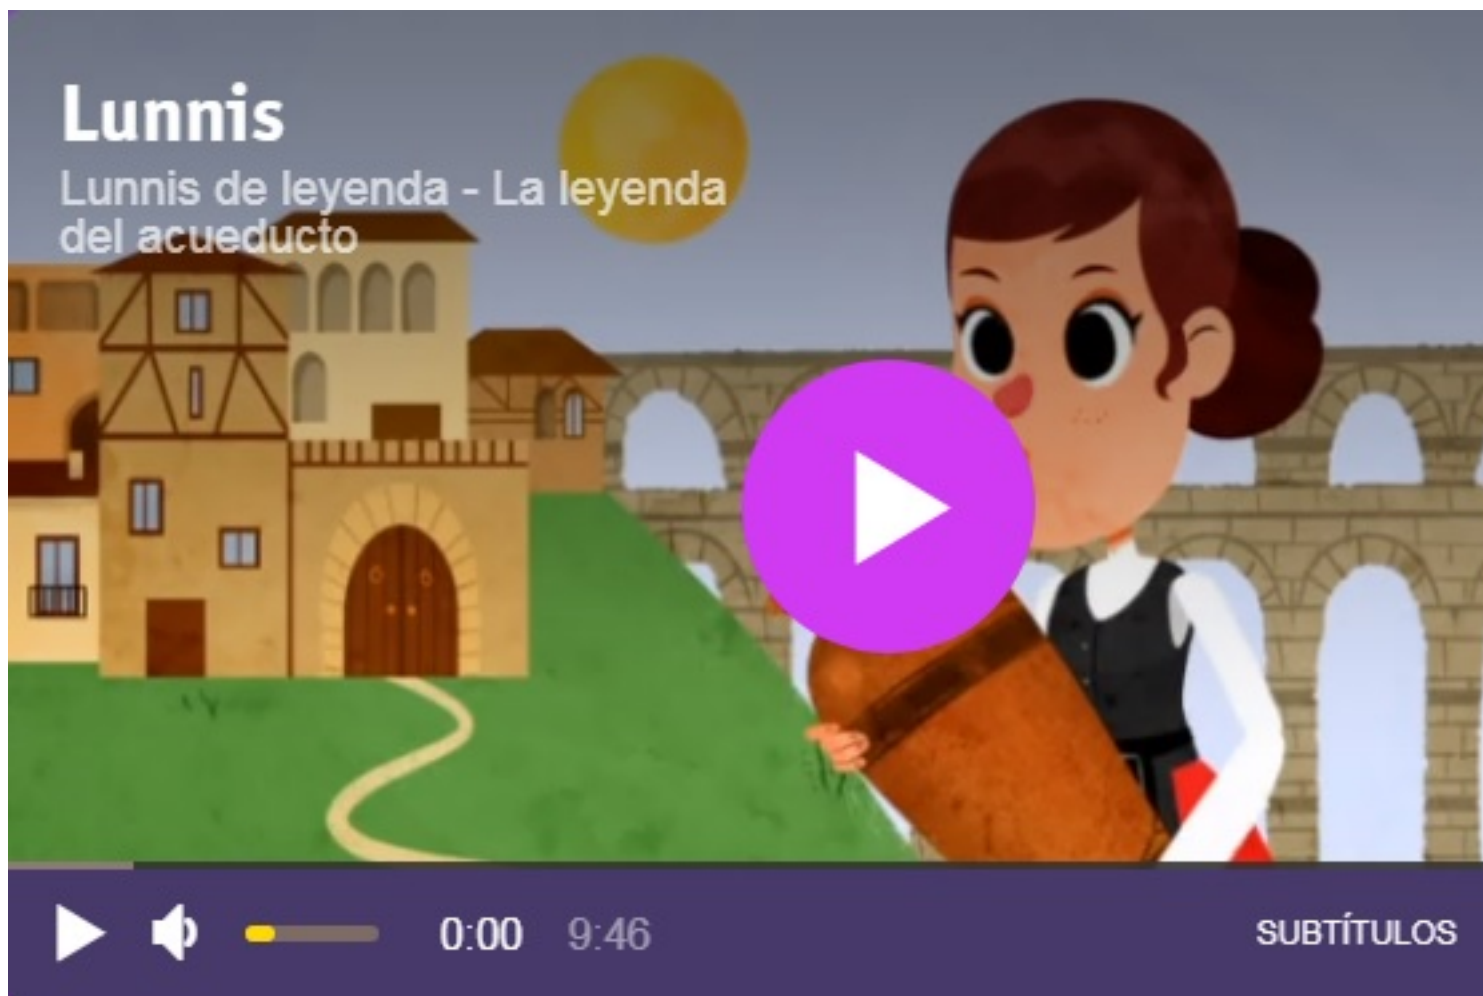 Lunnis
Lunnis de leyenda - La leyenda
del acueducto
0:00 9:46 SUBTÍTULOS